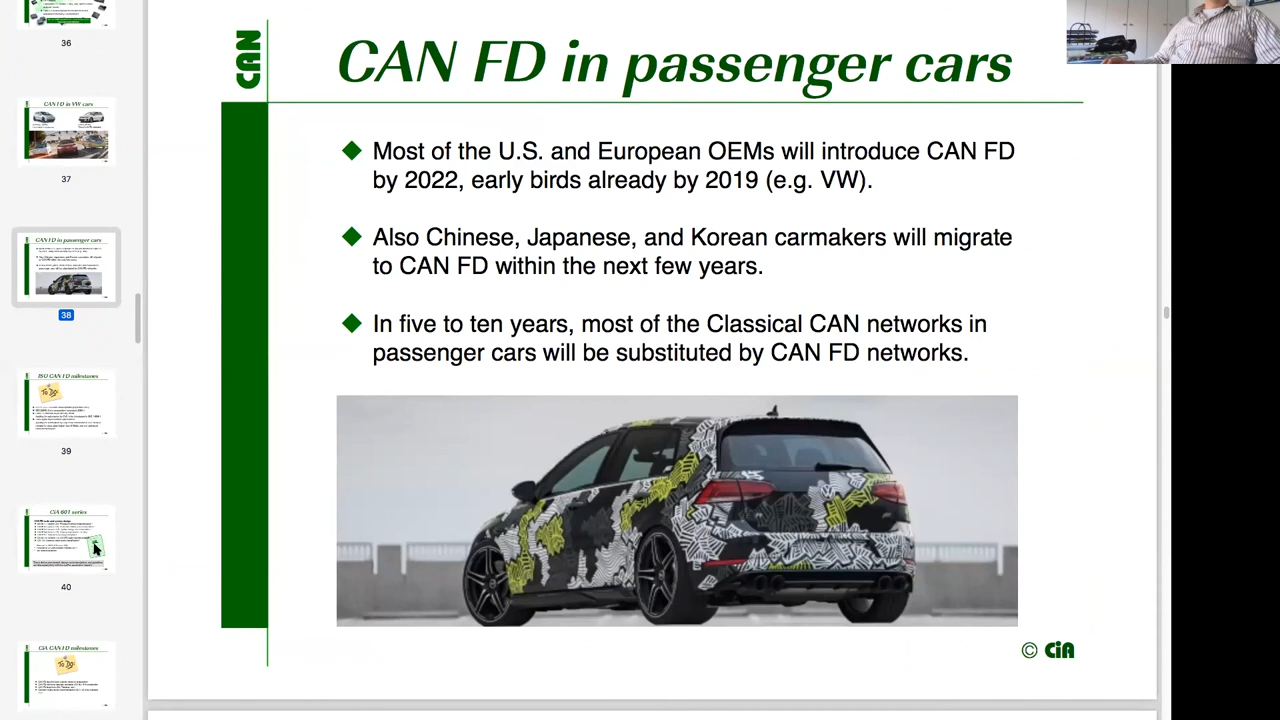 36
CAN FD in VW cars
37
CAN FD in passenger cars
38
ISO CAN FD milestones
To Do:
39
CiA 601 series
40
CiA CAN FD milestones
To Do:
CAN
CAN FD in passenger cars
Most of the U.S. and European OEMs will introduce CAN FD
by 2022, early birds already by 2019 (e.g. VW).
Also Chinese, Japanese, and Korean carmakers will migrate
to CAN FD within the next few years.
In five to ten years, most of the Classical CAN networks in
passenger cars will be substituted by CAN FD networks.
© CiA